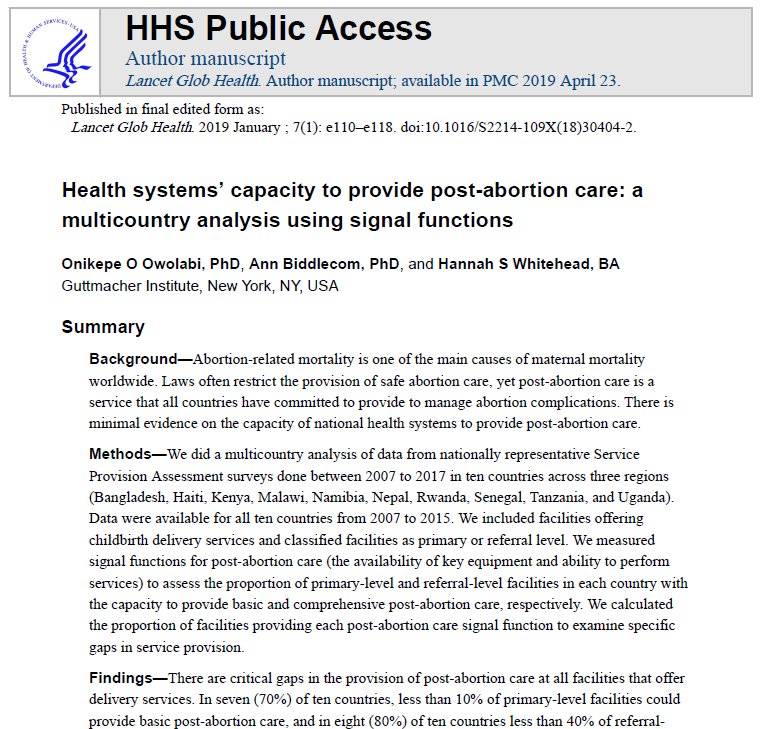 DEPARTMENT OF HEALTH & HUMAN SERVICES · USA
HHS Public Access
Author manuscript
Lancet Glob Health. Author manuscript; available in PMC 2019 April 23.
Published in final edited form as:
Lancet Glob Health. 2019 January ; 7(1): e110–e118. doi:10.1016/S2214-109X(18)30404-2.
Health systems’ capacity to provide post-abortion care: a
multicountry analysis using signal functions
Onikepe O Owolabi, PhD, Ann Biddlecom, PhD, and Hannah S Whitehead, BA
Guttmacher Institute, New York, NY, USA
Summary
Background—Abortion-related mortality is one of the main causes of maternal mortality
worldwide. Laws often restrict the provision of safe abortion care, yet post-abortion care is a
service that all countries have committed to provide to manage abortion complications. There is
minimal evidence on the capacity of national health systems to provide post-abortion care.
Methods—We did a multicountry analysis of data from nationally representative Service
Provision Assessment surveys done between 2007 to 2017 in ten countries across three regions
(Bangladesh, Haiti, Kenya, Malawi, Namibia, Nepal, Rwanda, Senegal, Tanzania, and Uganda).
Data were available for all ten countries from 2007 to 2015. We included facilities offering
childbirth delivery services and classified facilities as primary or referral level. We measured
signal functions for post-abortion care (the availability of key equipment and ability to perform
services) to assess the proportion of primary-level and referral-level facilities in each country with
the capacity to provide basic and comprehensive post-abortion care, respectively. We calculated
the proportion of facilities providing each post-abortion care signal function to examine specific
gaps in service provision.
Findings—There are critical gaps in the provision of post-abortion care at all facilities that offer
delivery services. In seven (70%) of ten countries, less than 10% of primary-level facilities could
provide basic post-abortion care, and in eight (80%) of ten countries less than 40% of referral-